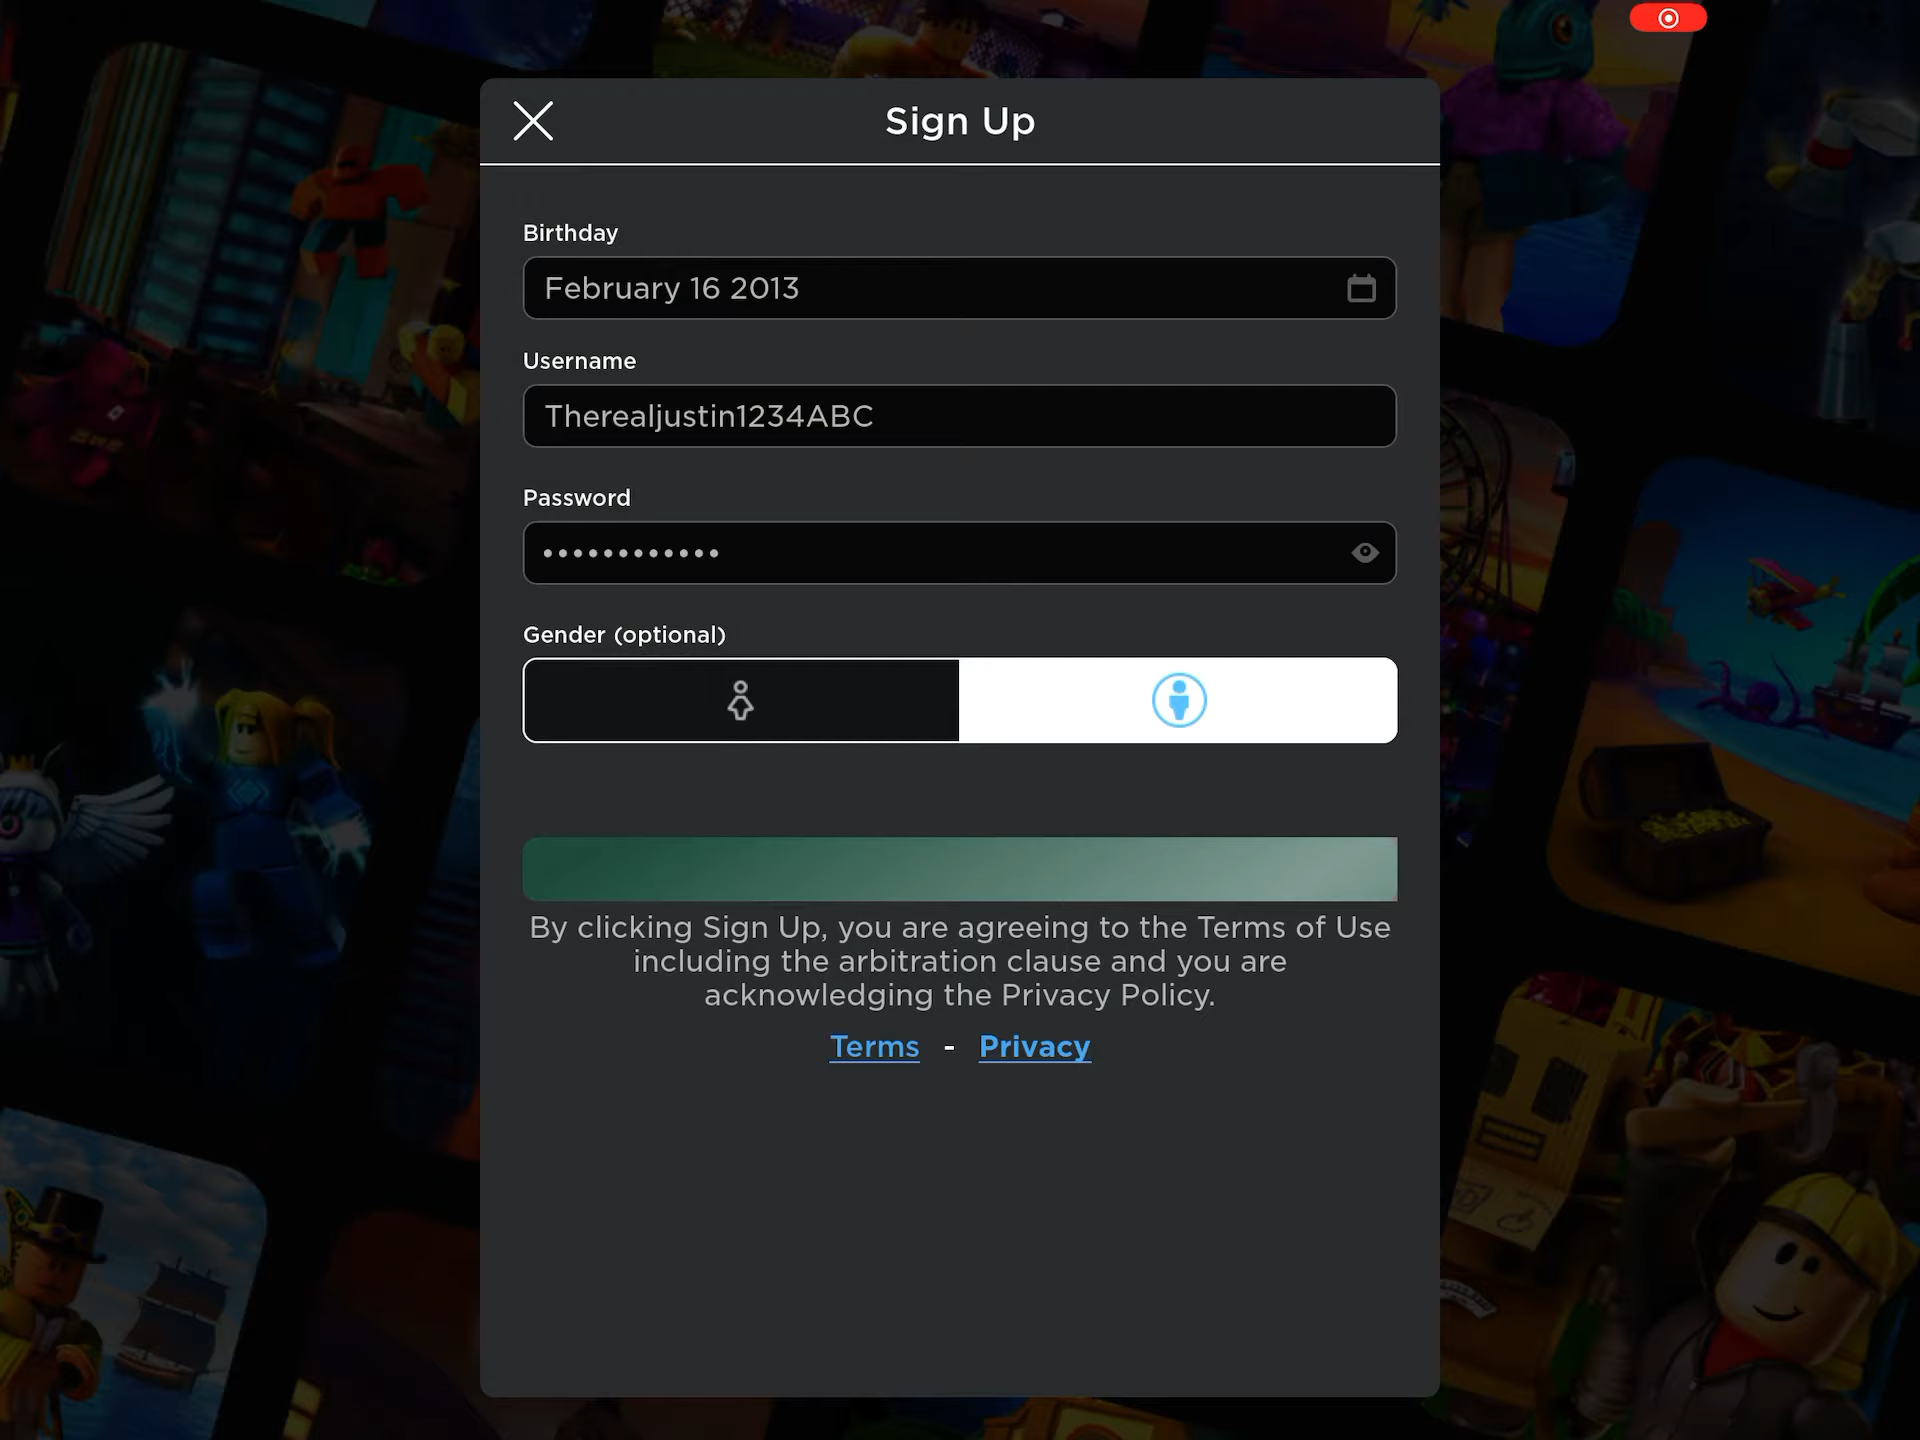 Sign Up
Birthday
February 16 2013
Username
Therealjustin1234ABC
Password
••••••••••••
Gender (optional)
By clicking Sign Up, you are agreeing to the Terms of Use
including the arbitration clause and you are
acknowledging the Privacy Policy.
Terms - Privacy